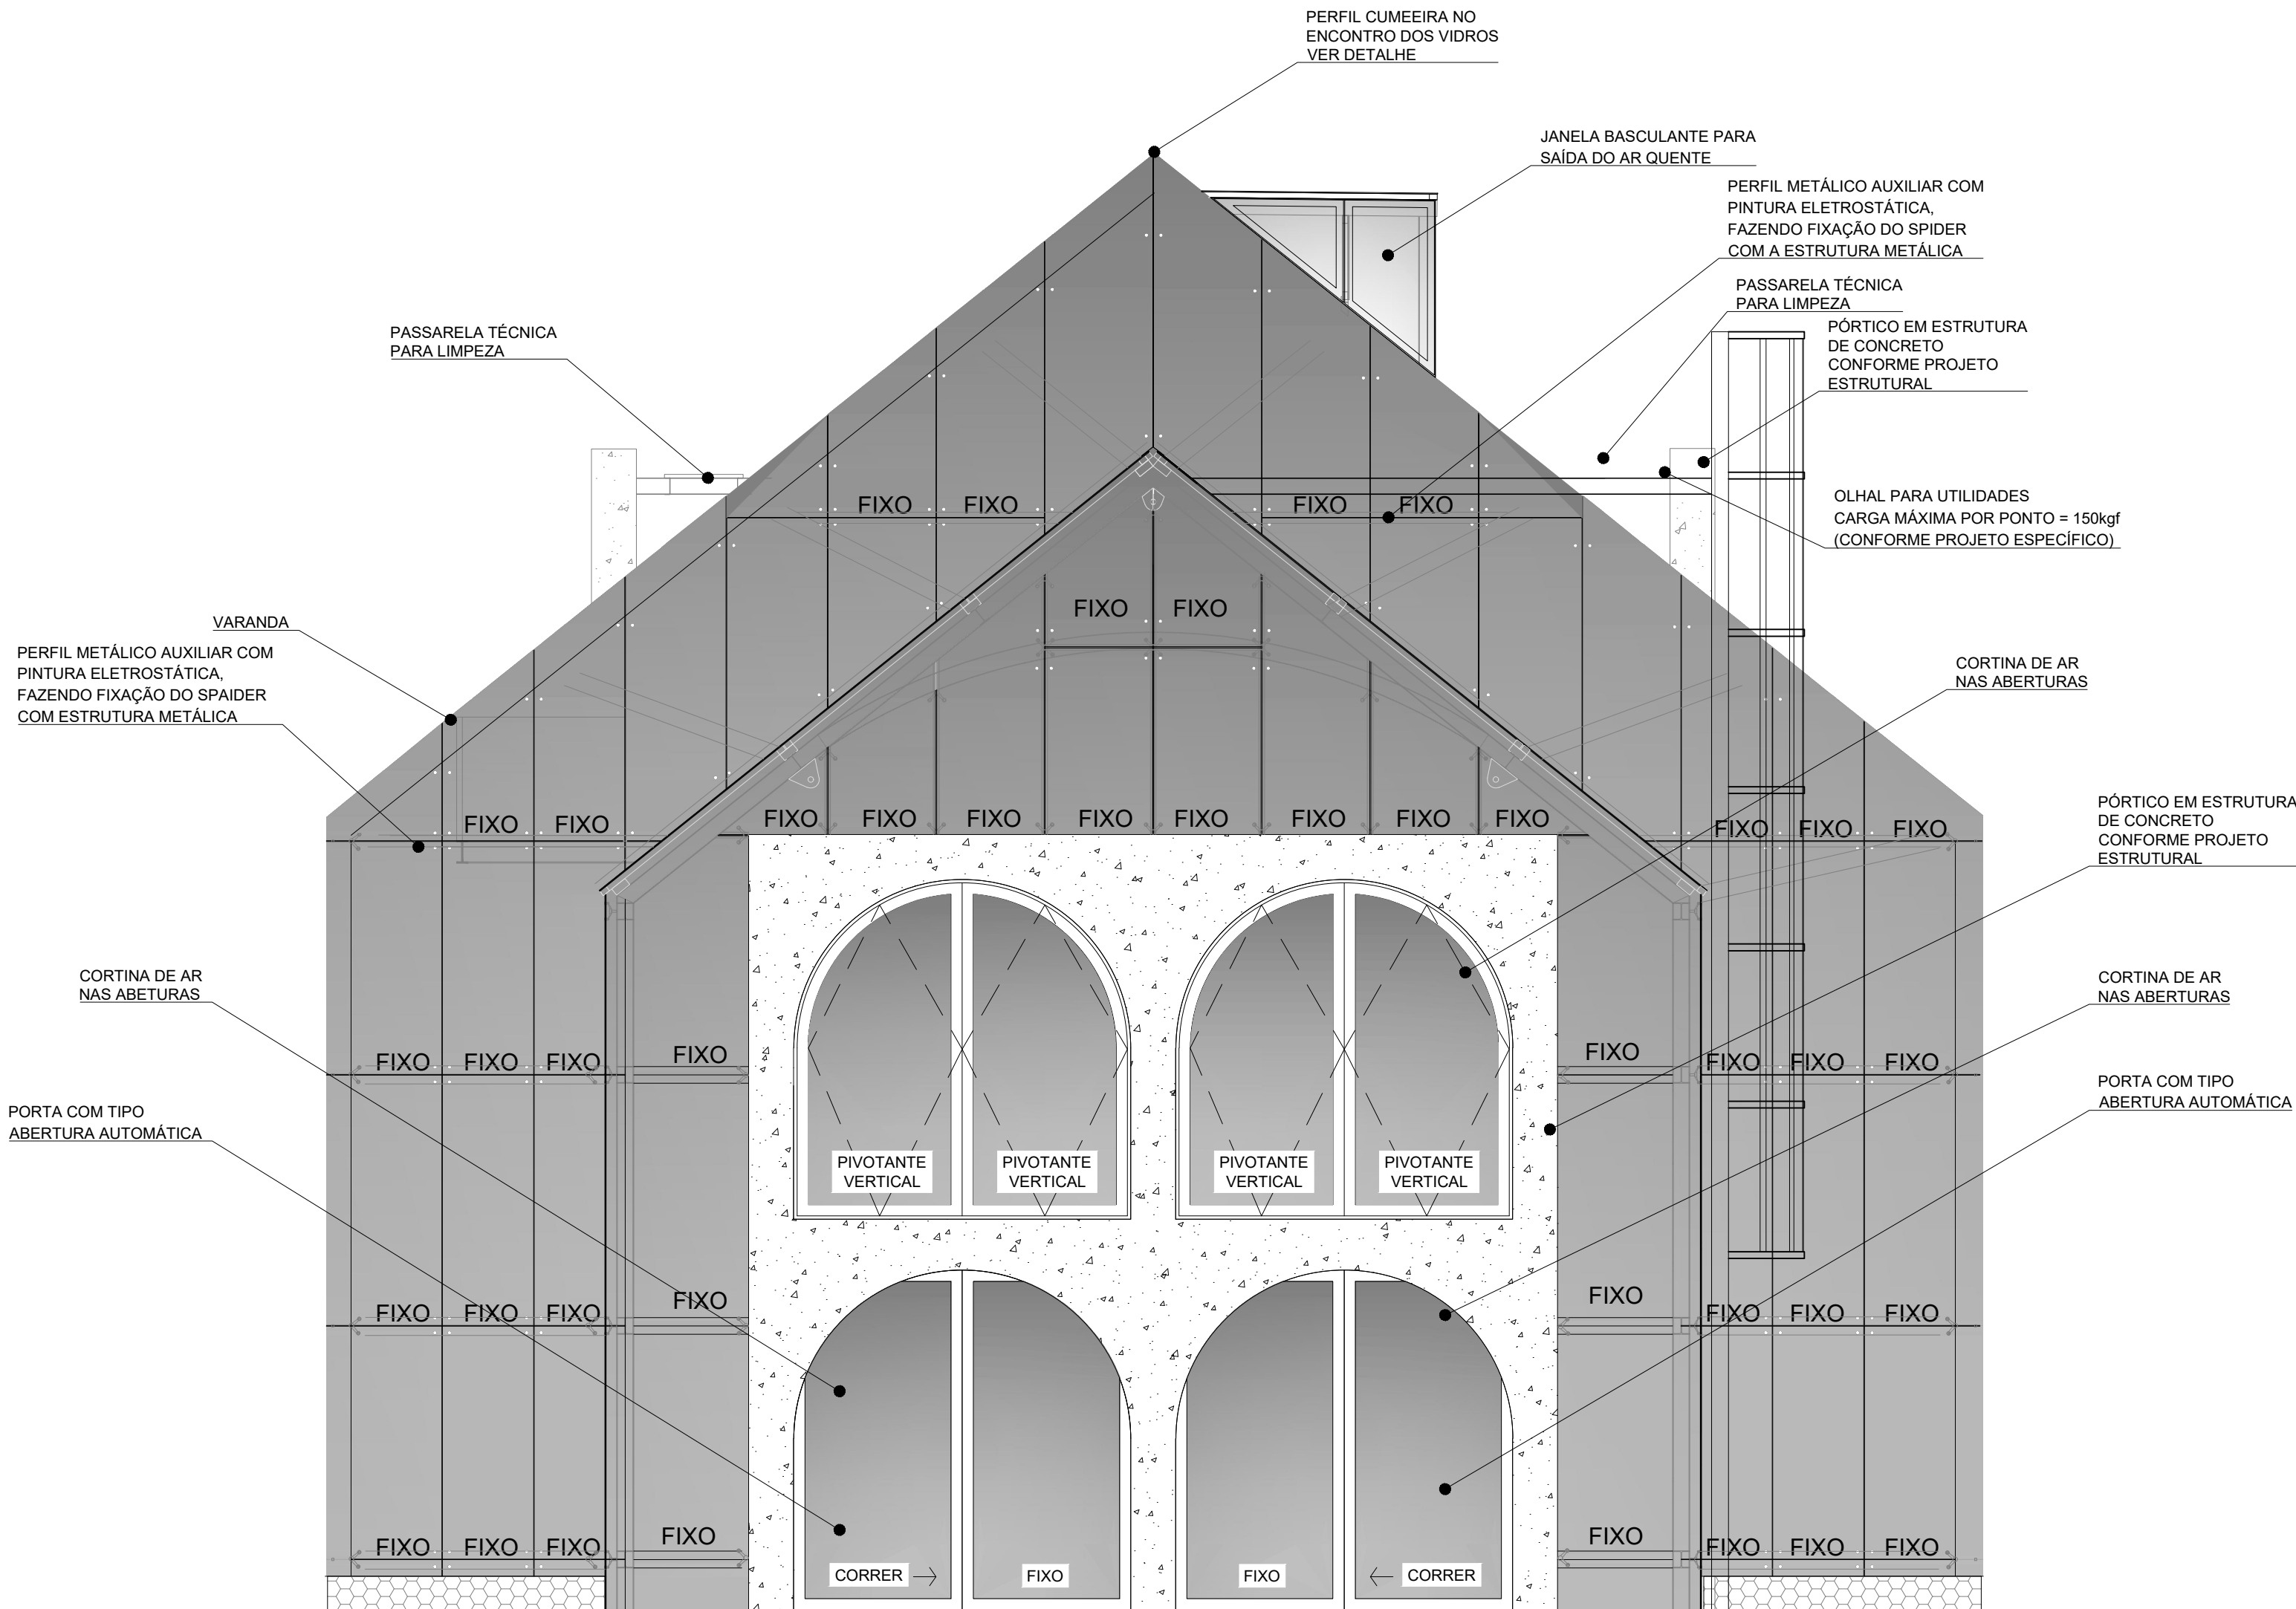 PERFIL CUMEEIRA NO
ENCONTRO DOS VIDROS
VER DETALHE
JANELA BASCULANTE PARA
SAÍDA DO AR QUENTE
PERFIL METÁLICO AUXILIAR COM
PINTURA ELETROSTÁTICA,
FAZENDO FIXAÇÃO DO SPIDER
COM A ESTRUTURA METÁLICA
PASSARELA TÉCNICA
PARA LIMPEZA
PÓRTICO EM ESTRUTURA
DE CONCRETO
CONFORME PROJETO
ESTRUTURAL
PASSARELA TÉCNICA
PARA LIMPEZA
OLHAL PARA UTILIDADES
CARGA MÁXIMA POR PONTO = 150kgf
(CONFORME PROJETO ESPECÍFICO)
FIXO FIXO FIXO FIXO
FIXO FIXO
VARANDA
PERFIL METÁLICO AUXILIAR COM
PINTURA ELETROSTÁTICA,
FAZENDO FIXAÇÃO DO SPAIDER
COM ESTRUTURA METÁLICA
CORTINA DE AR
NAS ABERTURAS
FIXO FIXO FIXO FIXO FIXO FIXO FIXO FIXO FIXO FIXO FIXO FIXO FIXO
PÓRTICO EM ESTRUTURA
DE CONCRETO
CONFORME PROJETO
ESTRUTURAL
CORTINA DE AR
NAS ABETURAS
CORTINA DE AR
NAS ABERTURAS
FIXO FIXO FIXO FIXO FIXO FIXO FIXO FIXO
PORTA COM TIPO
ABERTURA AUTOMÁTICA
PORTA COM TIPO
ABERTURA AUTOMÁTICA
PIVOTANTE
VERTICAL
PIVOTANTE
VERTICAL
PIVOTANTE
VERTICAL
PIVOTANTE
VERTICAL
FIXO FIXO FIXO FIXO FIXO FIXO FIXO FIXO
FIXO FIXO FIXO FIXO FIXO FIXO FIXO FIXO
CORRER FIXO FIXO CORRER